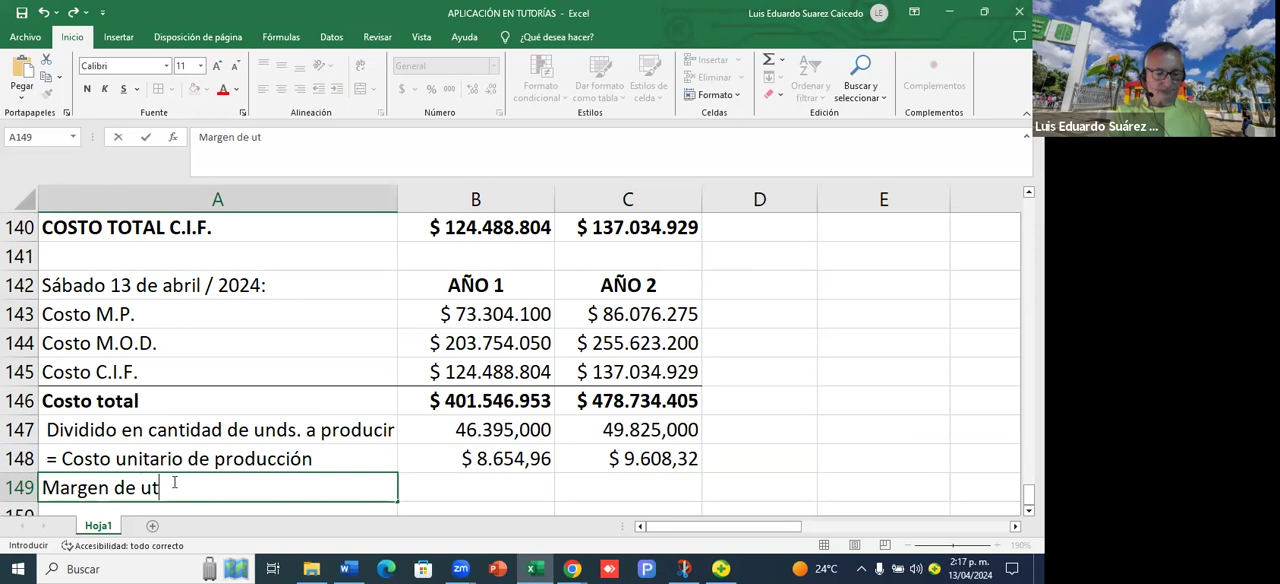 APLICACIÓN EN TUTORÍAS - Excel
Luis Eduardo Suarez Caicedo LE
Archivo Inicio Insertar Disposición de página Fórmulas Datos Revisar Vista Ayuda ¿Qué desea hacer?
Pegar
Calibri 11
N K S
General
$ % 000
Formato condicional
Dar formato como tabla
Estilos de celda
Insertar
Eliminar
Formato
Ordenar y filtrar
Buscar y seleccionar
Complementos
Portapapeles Fuente Alineación Número Estilos Celdas Edición Complementos
Luis Eduardo Suárez ...
A149 fx Margen de ut
A B C D E
140 COSTO TOTAL C.I.F. $ 124.488.804 $ 137.034.929
141
142 Sábado 13 de abril / 2024: AÑO 1 AÑO 2
143 Costo M.P. $ 73.304.100 $ 86.076.275
144 Costo M.O.D. $ 203.754.050 $ 255.623.200
145 Costo C.I.F. $ 124.488.804 $ 137.034.929
146 Costo total $ 401.546.953 $ 478.734.405
147 Dividido en cantidad de unds. a producir 46.395,000 49.825,000
148 = Costo unitario de producción $ 8.654,96 $ 9.608,32
149 Margen de ut
150
Hoja1
Introducir Accesibilidad: todo correcto 190%
Buscar
24°C
2:17 p. m.
13/04/2024